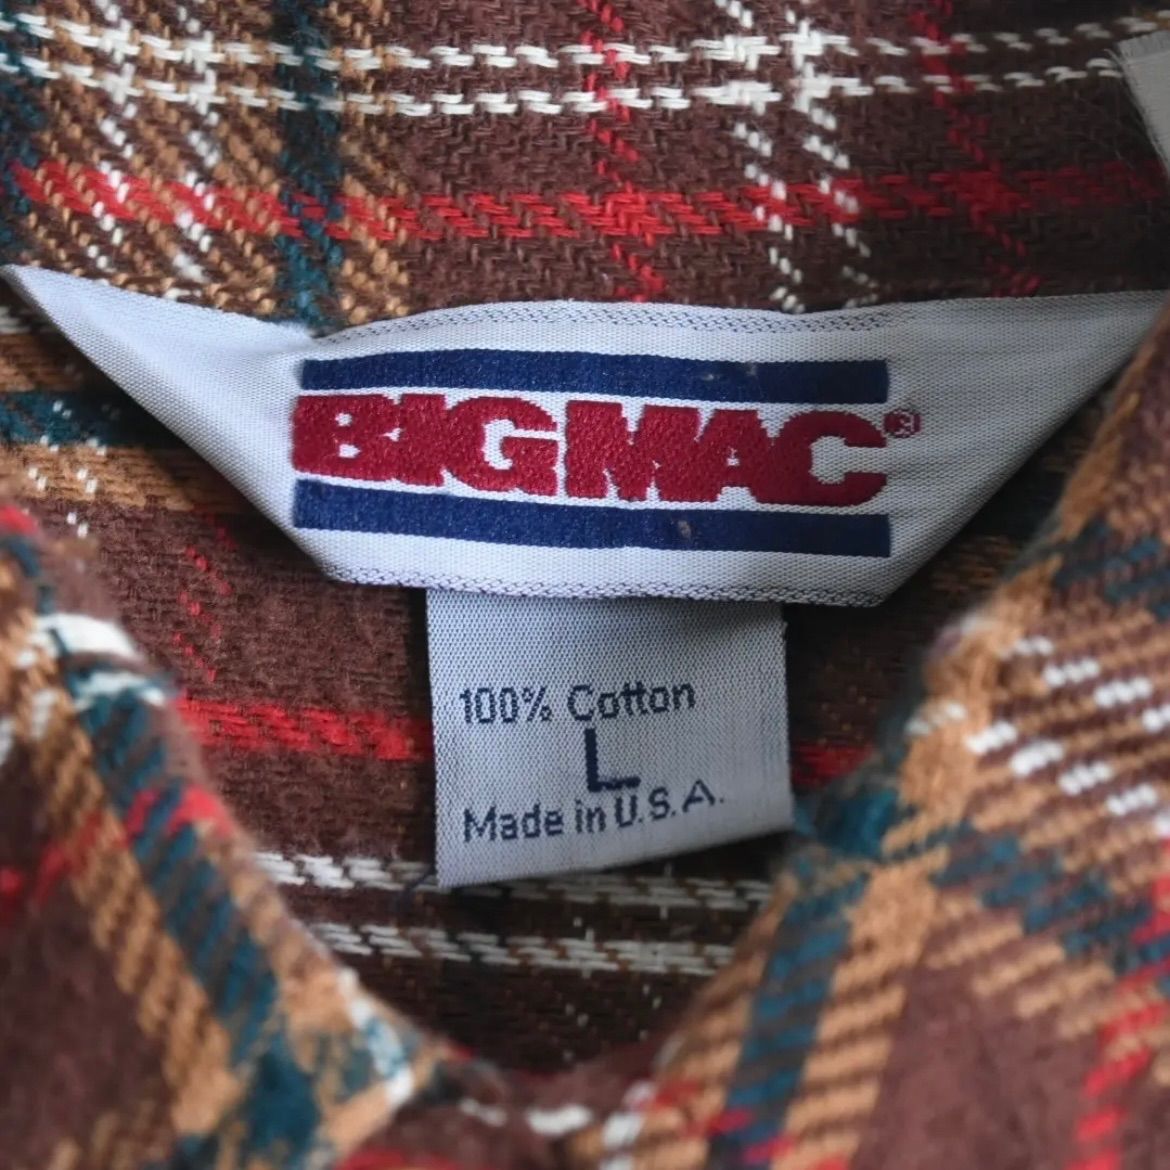 BIG MAC®
100% Cotton
L
Made in U.S.A.